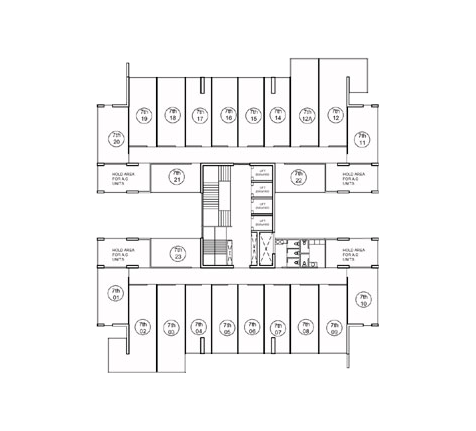 7th 19
7th 18
7th 17
7th 16
7th 15
7th 14
7th 12A
7th 12
7th 20
7th 11
HOLD AREA
FOR A.C
UNITS
7th 21
LIFT
7th 22
HOLD AREA
FOR A.C
UNITS
LIFT
LIFT
LIFT
HOLD AREA
FOR A.C
UNITS
7th 23
HOLD AREA
FOR A.C
UNITS
7th 01
7th 10
7th 02
7th 03
7th 04
7th 05
7th 06
7th 07
7th 08
7th 09